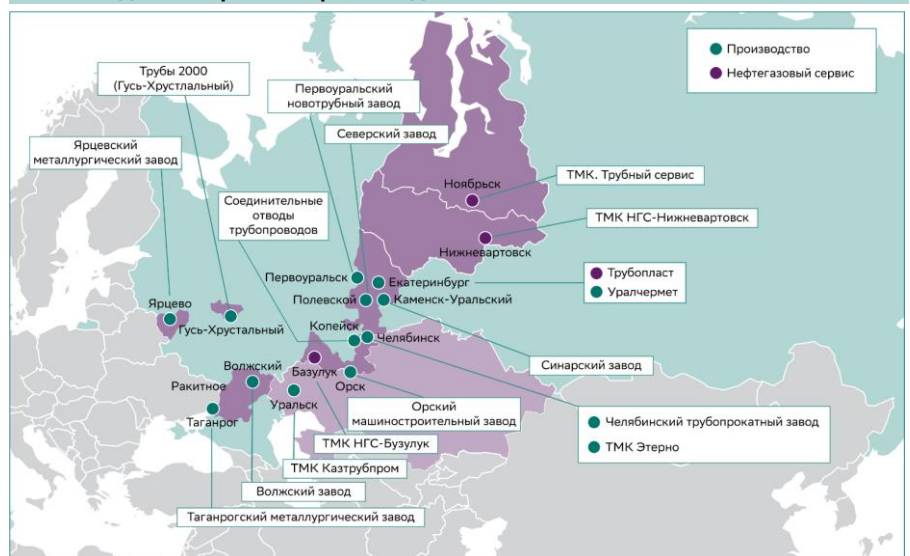 Производство
Нефтегазовый сервис
Трубы 2000
(Гусь-Хрустлальный)
Первоуральский
новотрубный завод
Северский завод
Ярцевский
металлургический завод
ТМК. Трубный сервис
Ноябрьск
Соединительные
отводы
трубопроводов
ТМК НГС-Нижневартовск
Нижневартовск
Первоуральск
Екатеринбург
Трубопласт
Уралчермет
Полевской
Каменск-Уральский
Ярцево
Гусь-Хрустальный
Копейск
Челябинск
Синарский завод
Волжский
Базулук
Ракитное
Орск
Уральск
Таганрог
Орский
машиностроительный завод
Челябинский трубопрокатный завод
ТМК Этерно
ТМК НГС-Бузулук
ТМК Казтрубпром
Волжский завод
Таганрогский металлургический завод